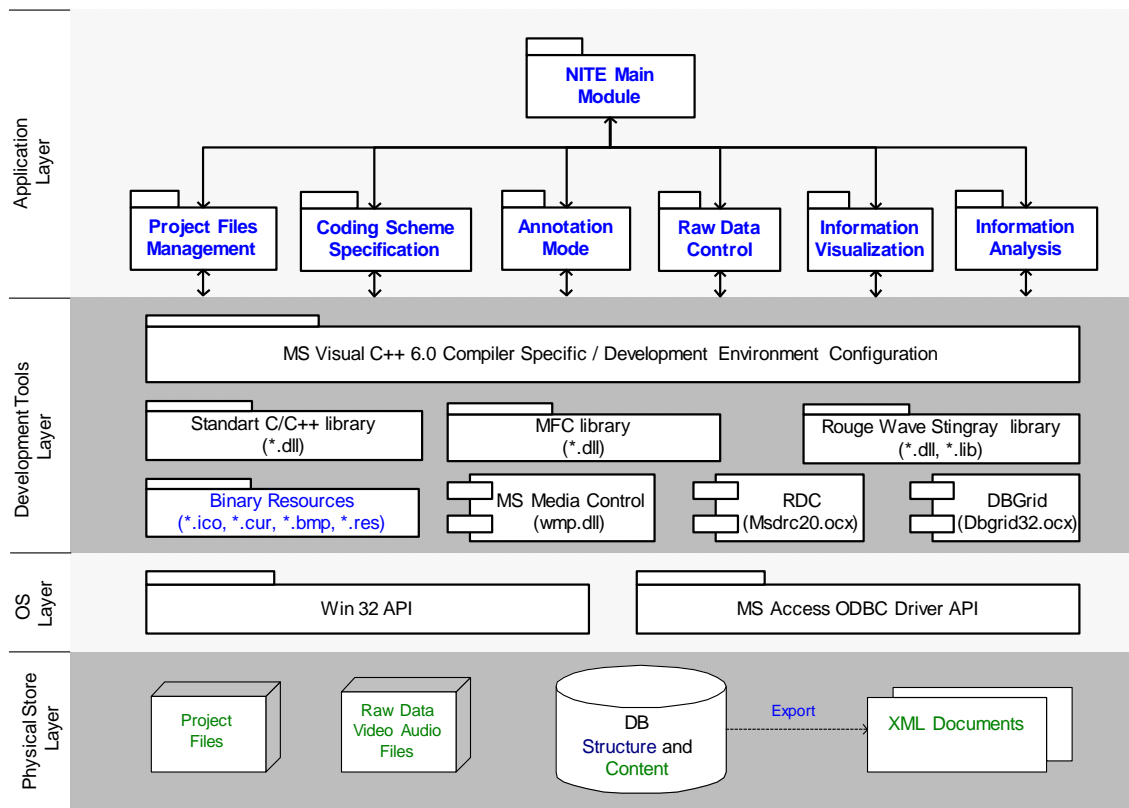 Application
Layer
NITE Main
Module
Project Files
Management
Coding Scheme
Specification
Annotation
Mode
Raw Data
Control
Information
Visualization
Information
Analysis
Development Tools
Layer
MS Visual C++ 6.0 Compiler Specific / Development Environment Configuration
Standart C/C++ library
(*.dll)
MFC library
(*.dll)
Rouge Wave Stingray library
(*.dll, *.lib)
Binary Resources
(*.ico, *.cur, *.bmp, *.res)
MS Media Control
(wmp.dll)
RDC
(Msdrc20.ocx)
DBGrid
(Dbgrid32.ocx)
OS
Layer
Win 32 API
MS Access ODBC Driver API
Physical Store
Layer
Project
Files
Raw Data
Video Audio
Files
DB
Structure and
Content
Export
XML Documents